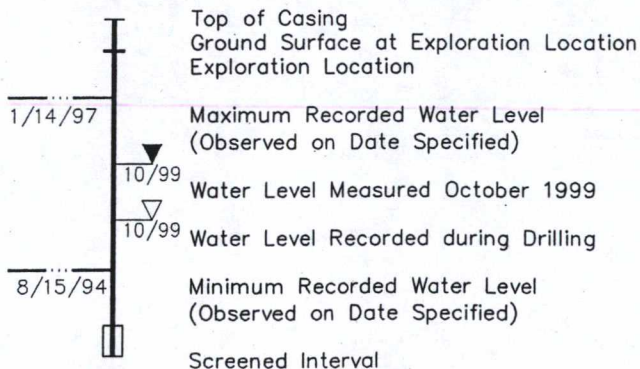 Top of Casing
Ground Surface at Exploration Location
Exploration Location
1/14/97
Maximum Recorded Water Level
(Observed on Date Specified)
10/99
Water Level Measured October 1999
10/99
Water Level Recorded during Drilling
8/15/94
Minimum Recorded Water Level
(Observed on Date Specified)
Screened Interval